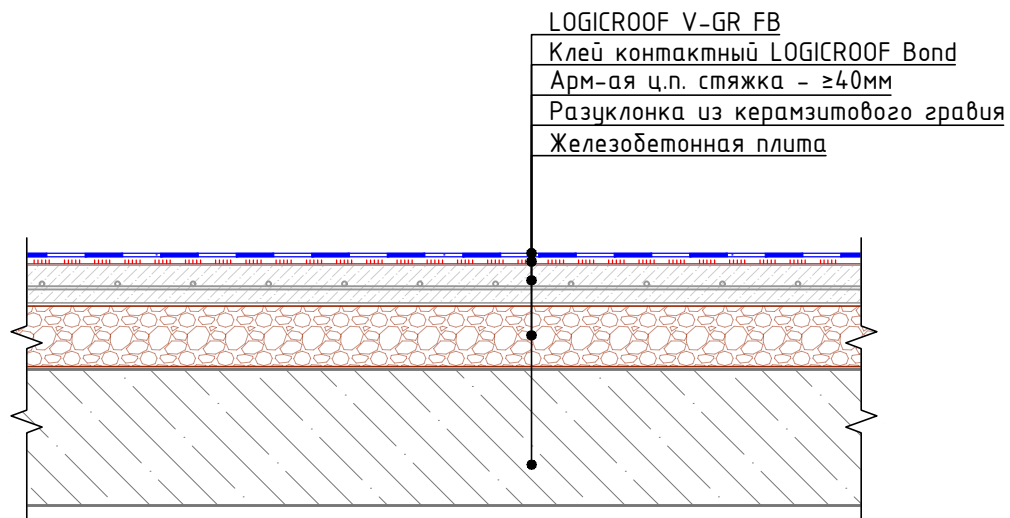 LOGICROOF V-GR FB
Клей контактный LOGICROOF Bond
Арм-ая ц.п. стяжка - ≥40мм
Разуклонка из керамзитового гравия
Железобетонная плита